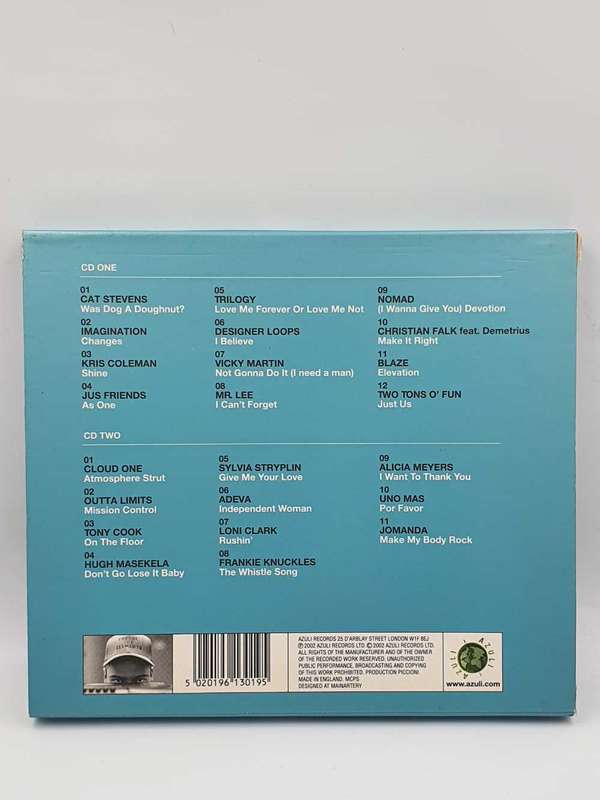 CD ONE
01
CAT STEVENS
Was Dog A Doughnut?
02
IMAGINATION
Changes
03
KRIS COLEMAN
Shine
04
JUS FRIENDS
As One
05
TRILOGY
Love Me Forever Or Love Me Not
06
DESIGNER LOOPS
I Believe
07
VICKY MARTIN
Not Gonna Do It (I need a man)
08
MR. LEE
I Can't Forget
09
NOMAD
(I Wanna Give You) Devotion
10
CHRISTIAN FALK feat. Demetrius
Make It Right
11
BLAZE
Elevation
12
TWO TONS O' FUN
Just Us
CD TWO
01
CLOUD ONE
Atmosphere Strut
02
OUTTA LIMITS
Mission Control
03
TONY COOK
On The Floor
04
HUGH MASEKELA
Don't Go Lose It Baby
05
SYLVIA STRYPLIN
Give Me Your Love
06
ADEVA
Independent Woman
07
LONI CLARK
Rushin'
08
FRANKIE KNUCKLES
The Whistle Song
09
ALICIA MEYERS
I Want To Thank You
10
UNO MAS
Por Favor
11
JOMANDA
Make My Body Rock
5 020196 130195
AZULI RECORDS 25 D'ARBLAY STREET LONDON W1F 8EJ
℗ 2002 AZULI RECORDS LTD. © 2002 AZULI RECORDS LTD.
ALL RIGHTS OF THE MANUFACTURER AND OF THE OWNER
OF THE RECORDED WORK RESERVED. UNAUTHORIZED
PUBLIC PERFORMANCE, BROADCASTING AND COPYING
OF THIS WORK PROHIBITED. PRODUCTION PICCIONI.
MADE IN ENGLAND. MCPS
DESIGNED AT MAINARTERY
AZULI AZULI AZULI
www.azuli.com